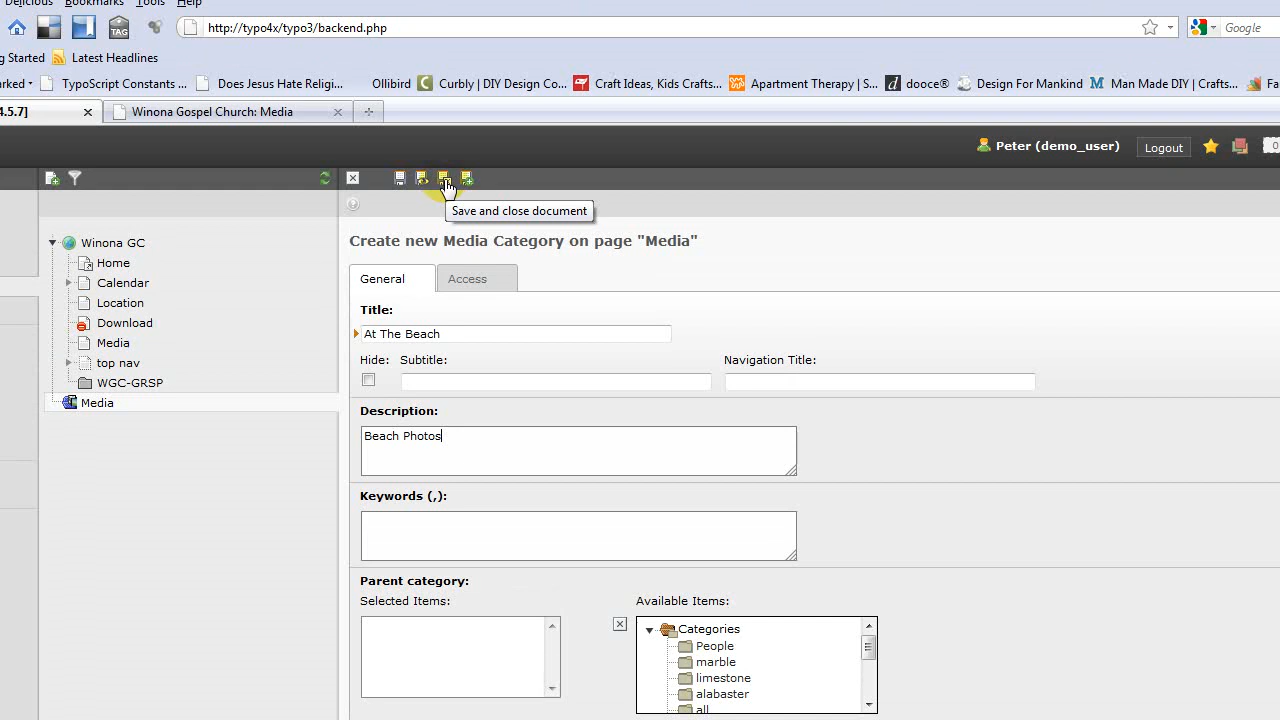 Delicious Bookmarks Tools Help
TAG
http://typo4x/typo3/backend.php
Google
g Started Latest Headlines
arked TypoScript Constants ... Does Jesus Hate Religi... Ollibird Curbly | DIY Design Co... Craft Ideas, Kids Crafts... Apartment Therapy | S... dooce® Design For Mankind Man Made DIY | Crafts... Fa
4.5.7] Winona Gospel Church: Media
Peter (demo_user) Logout 0
Save and close document
Winona GC
Home
Calendar
Location
Download
Media
top nav
WGC-GRSP
Media
Create new Media Category on page "Media"
General Access
Title:
At The Beach
Hide: Subtitle: Navigation Title:
Description:
Beach Photos
Keywords (,):
Parent category:
Selected Items: Available Items:
Categories
People
marble
limestone
alabaster
all